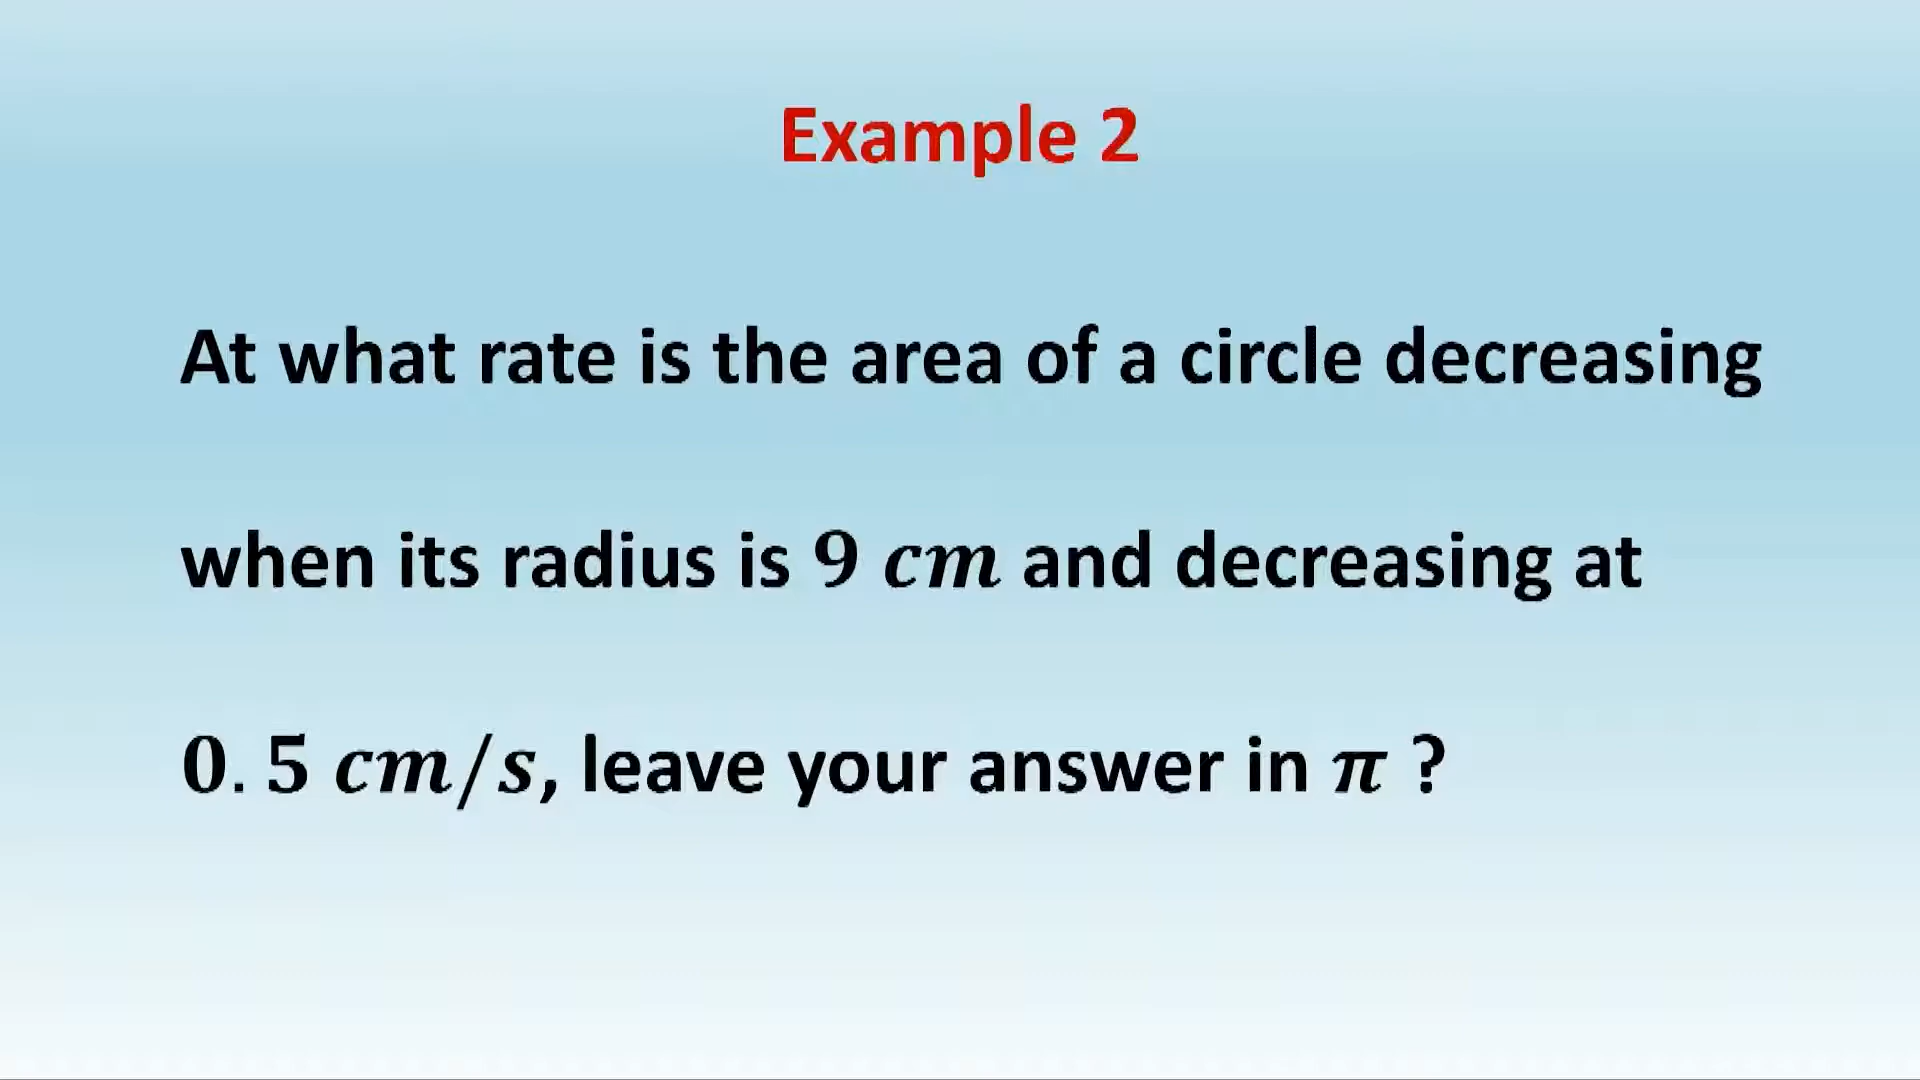 Example 2
At what rate is the area of a circle decreasing
when its radius is 9 cm and decreasing at
0. 5 cm/s, leave your answer in π ?